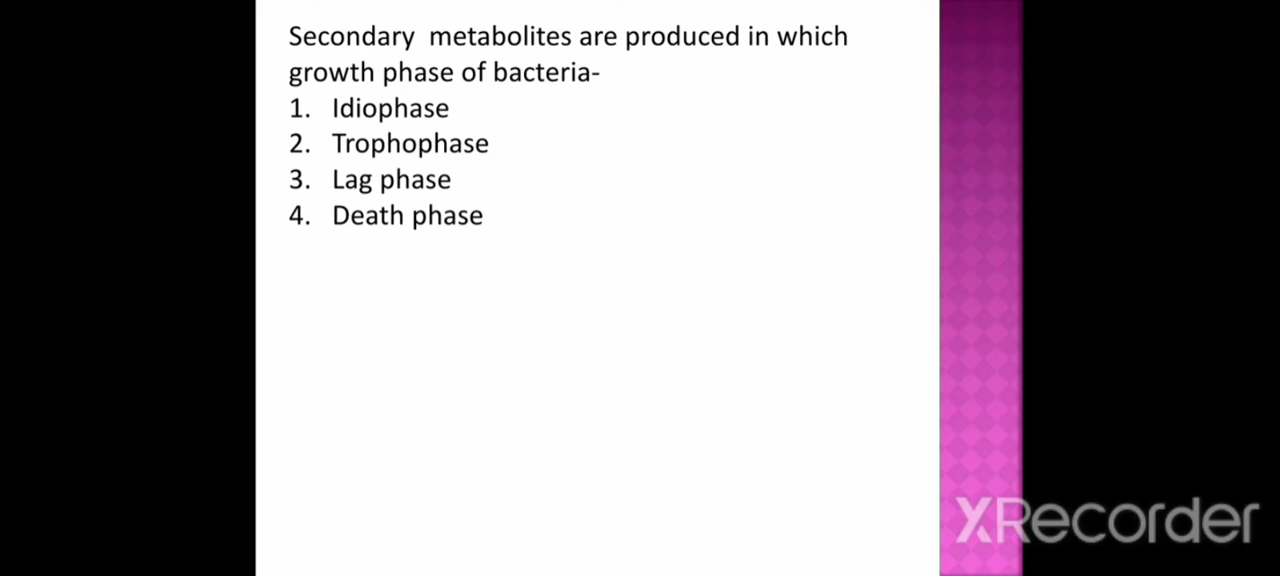 Secondary  metabolites are produced in which
growth phase of bacteria-
1. Idiophase
2. Trophophase
3. Lag phase
4. Death phase
XRecorder